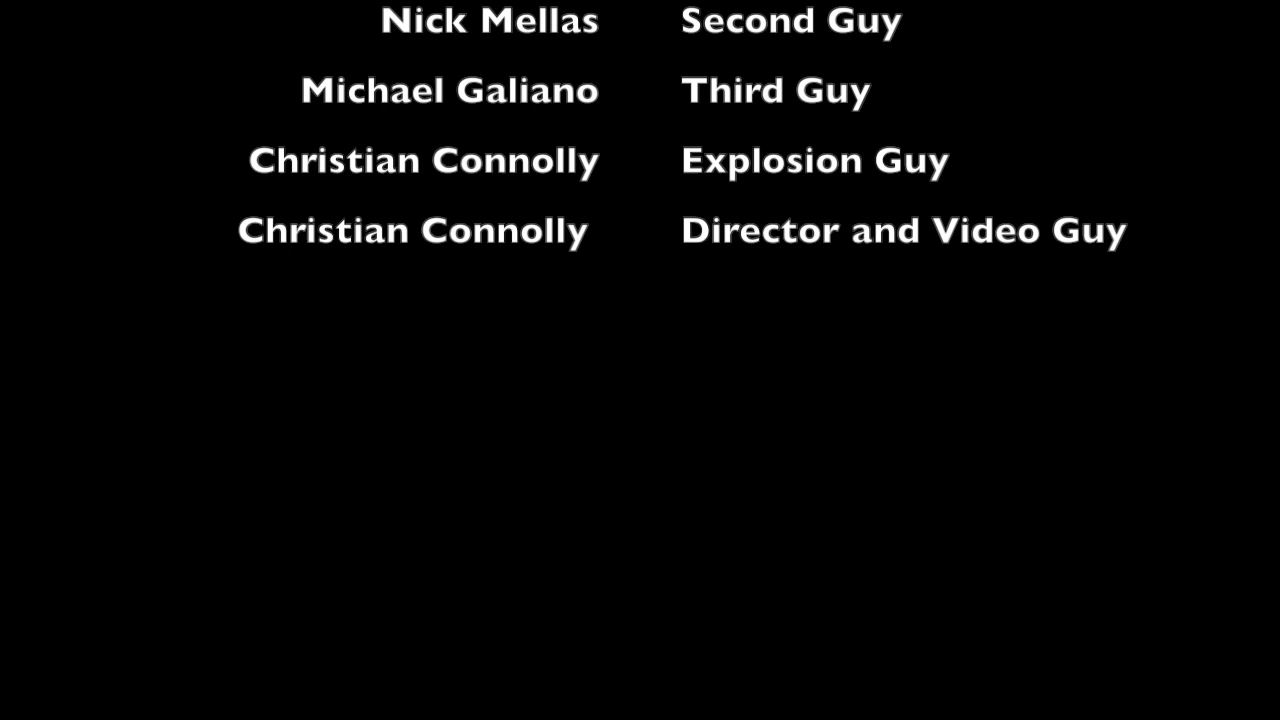 Nick Mellas Second Guy
Michael Galiano Third Guy
Christian Connolly Explosion Guy
Christian Connolly Director and Video Guy